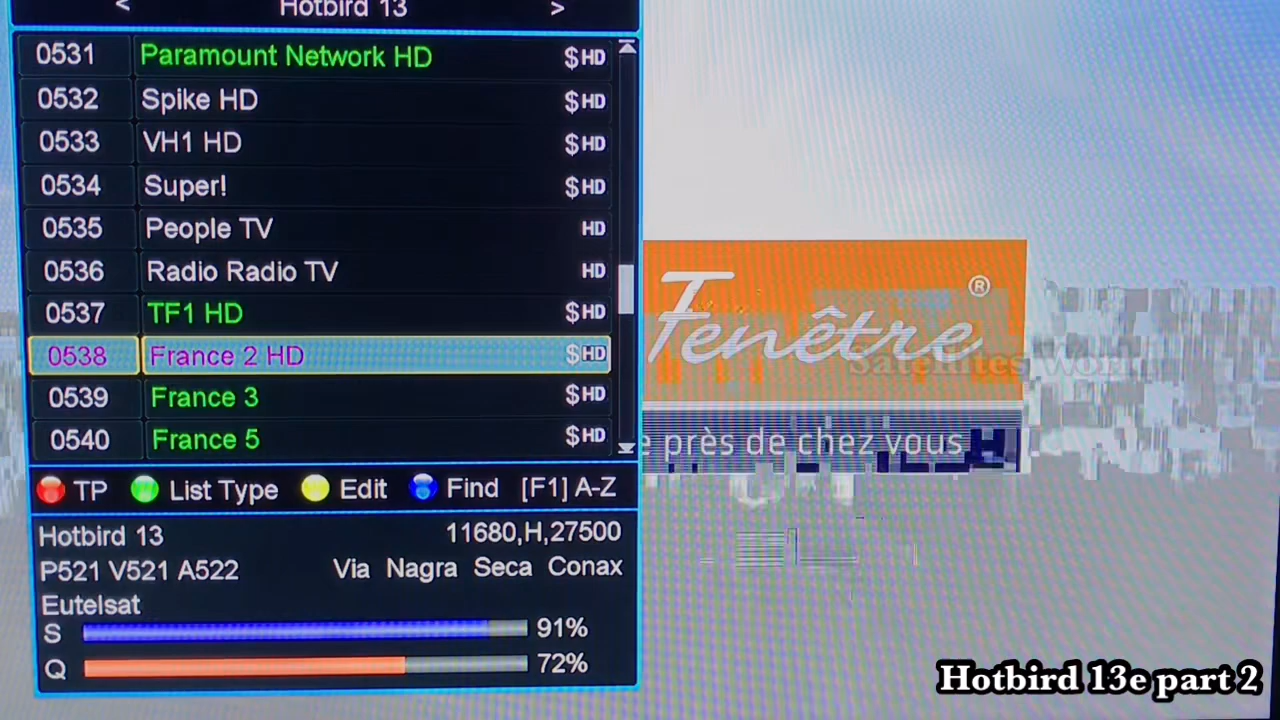 < Hotbird 13 >
0531 Paramount Network HD $HD
0532 Spike HD $HD
0533 VH1 HD $HD
0534 Super! $HD
0535 People TV HD
0536 Radio Radio TV HD
0537 TF1 HD $HD
0538 France 2 HD $HD
0539 France 3 $HD
0540 France 5 $HD
TP List Type Edit Find [F1] A-Z
Hotbird 13 11680,H,27500
P521 V521 A522 Via Nagra Seca Conax
Eutelsat
S 91%
Q 72%
Fenêtre ®
Satellites World
e près de chez vous
Hotbird 13e part 2